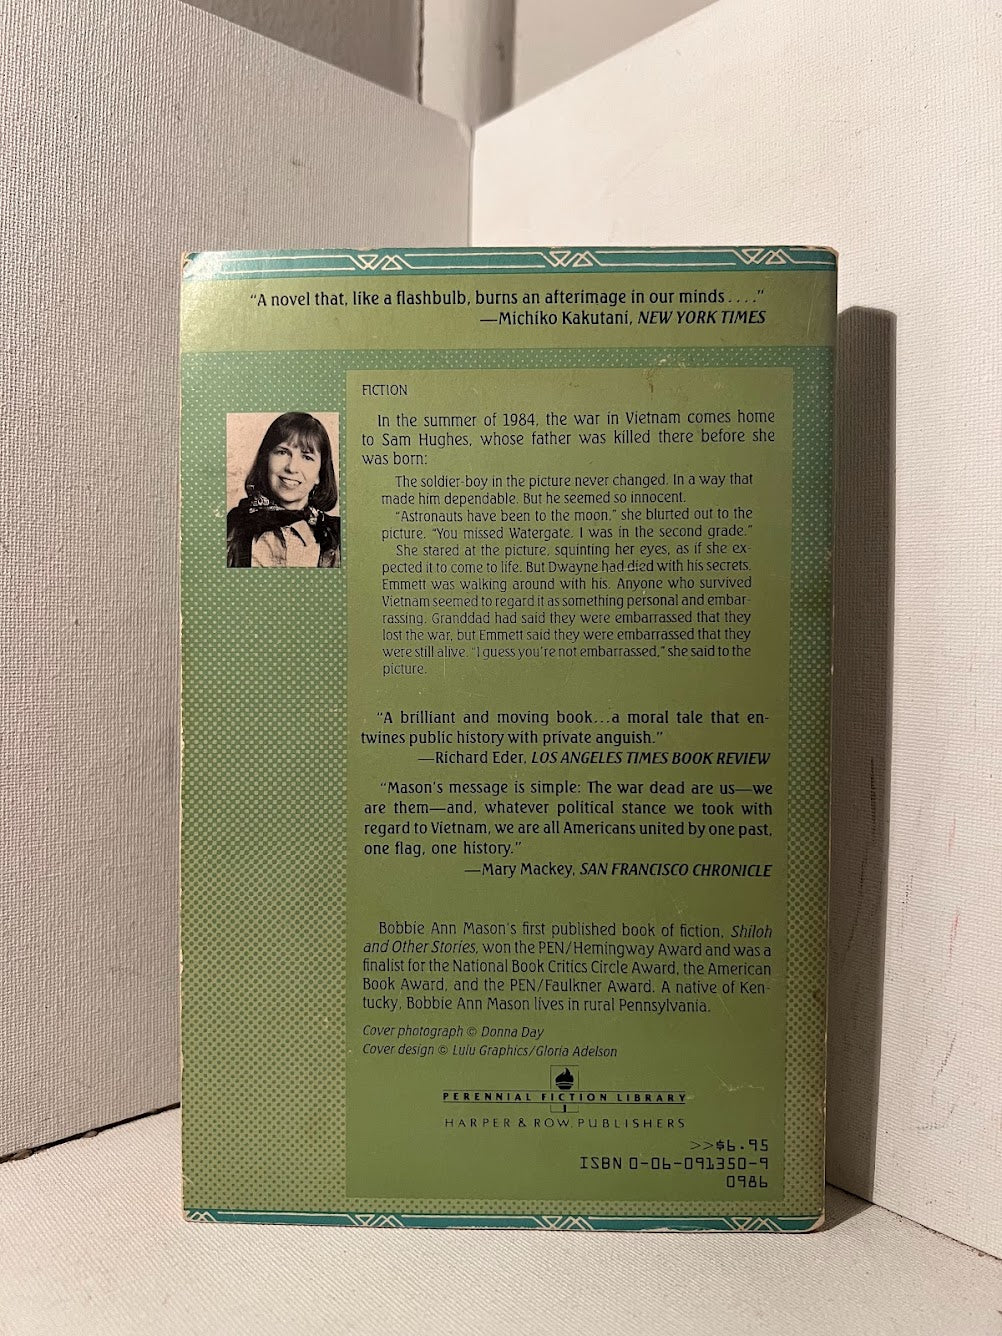 “A novel that, like a flashbulb, burns an afterimage in our minds . . . .”
—Michiko Kakutani, NEW YORK TIMES
FICTION
In the summer of 1984, the war in Vietnam comes home
to Sam Hughes, whose father was killed there before she
was born:
The soldier-boy in the picture never changed. In a way that
made him dependable. But he seemed so innocent.
“Astronauts have been to the moon,” she blurted out to the
picture. “You missed Watergate. I was in the second grade.”
She stared at the picture, squinting her eyes, as if she ex-
pected it to come to life. But Dwayne had died with his secrets.
Emmett was walking around with his. Anyone who survived
Vietnam seemed to regard it as something personal and embar-
rassing. Granddad had said they were embarrassed that they
lost the war, but Emmett said they were embarrassed that they
were still alive. “I guess you’re not embarrassed,” she said to the
picture.
“A brilliant and moving book...a moral tale that en-
twines public history with private anguish.”
—Richard Eder, LOS ANGELES TIMES BOOK REVIEW
“Mason’s message is simple: The war dead are us—we
are them—and, whatever political stance we took with
regard to Vietnam, we are all Americans united by one past,
one flag, one history.”
—Mary Mackey, SAN FRANCISCO CHRONICLE
Bobbie Ann Mason’s first published book of fiction, Shiloh
and Other Stories, won the PEN/Hemingway Award and was a
finalist for the National Book Critics Circle Award, the American
Book Award, and the PEN/Faulkner Award. A native of Ken-
tucky, Bobbie Ann Mason lives in rural Pennsylvania.
Cover photograph © Donna Day
Cover design © Lulu Graphics/Gloria Adelson
PERENNIAL FICTION LIBRARY
HARPER & ROW, PUBLISHERS
>>$6.95
ISBN 0-06-091350-9
0986